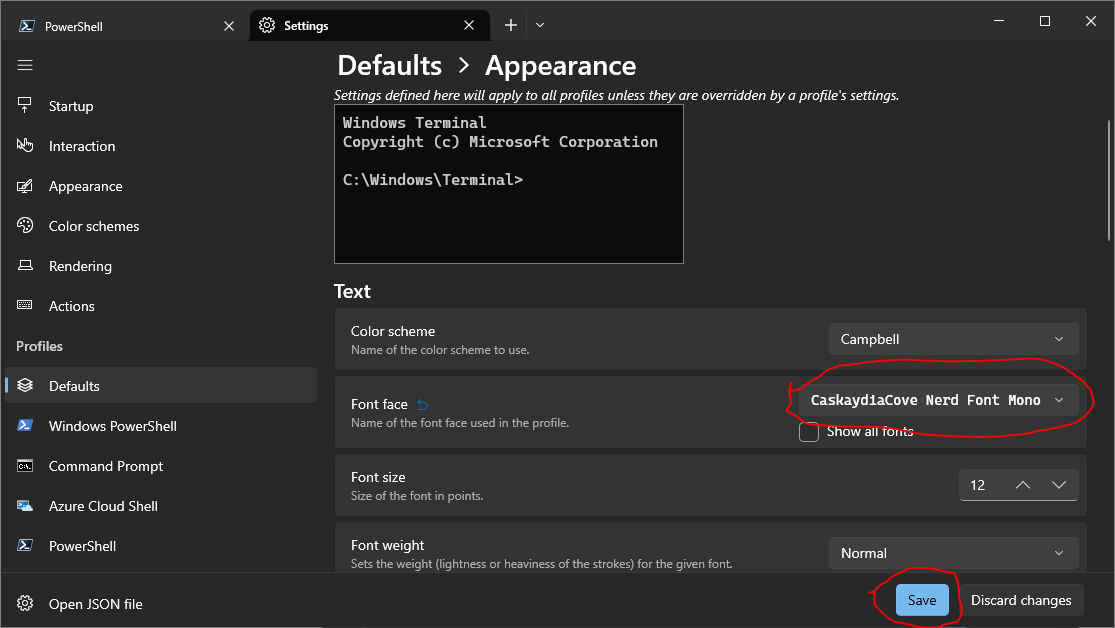 PowerShell
Settings
Defaults > Appearance
Settings defined here will apply to all profiles unless they are overridden by a profile's settings.
Startup
Interaction
Appearance
Color schemes
Rendering
Actions
Profiles
Defaults
Windows PowerShell
Command Prompt
Azure Cloud Shell
PowerShell
Open JSON file
Windows Terminal
Copyright (c) Microsoft Corporation
C:\Windows\Terminal>
Text
Color scheme
Name of the color scheme to use.
Campbell
Font face
Name of the font face used in the profile.
CaskaydiaCove Nerd Font Mono
Show all fonts
Font size
Size of the font in points.
12
Font weight
Sets the weight (lightness or heaviness of the strokes) for the given font.
Normal
Save
Discard changes